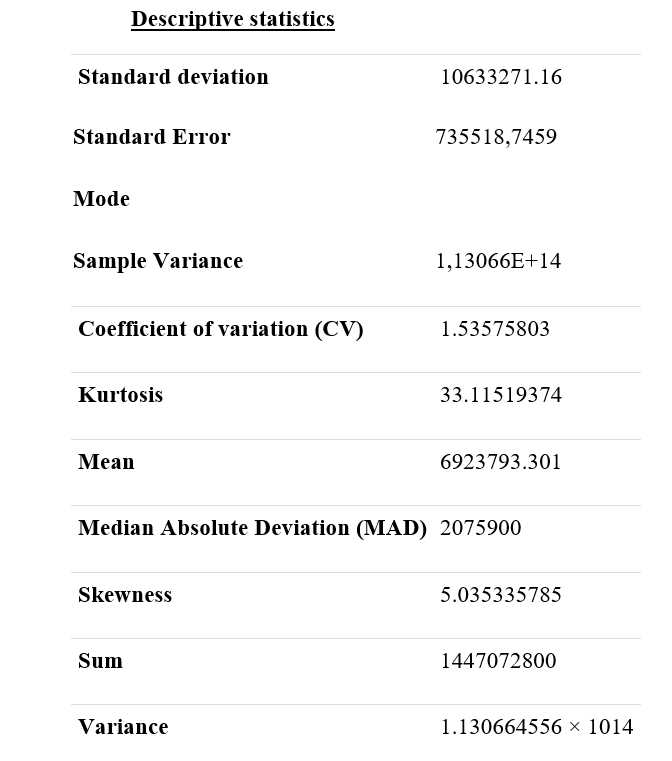 Descriptive statistics
Standard deviation 10633271.16
Standard Error 735518,7459
Mode
Sample Variance 1,13066E+14
Coefficient of variation (CV) 1.53575803
Kurtosis 33.11519374
Mean 6923793.301
Median Absolute Deviation (MAD) 2075900
Skewness 5.035335785
Sum 1447072800
Variance 1.130664556 × 1014